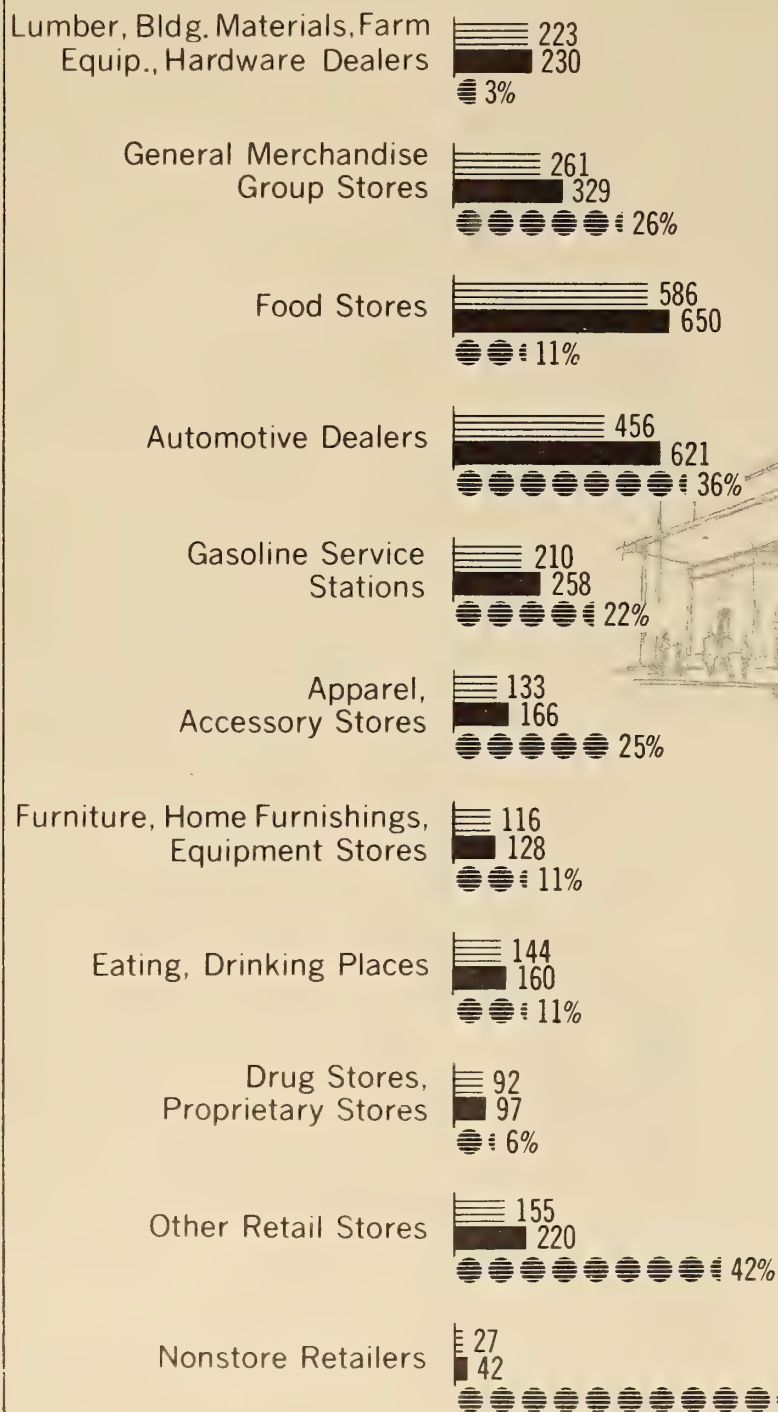 Lumber, Bldg. Materials, Farm
Equip., Hardware Dealers
223
230
3%
General Merchandise
Group Stores
261
329
26%
Food Stores
586
650
11%
Automotive Dealers
456
621
36%
Gasoline Service
Stations
210
258
22%
Apparel,
Accessory Stores
133
166
25%
Furniture, Home Furnishings,
Equipment Stores
116
128
11%
Eating, Drinking Places
144
160
11%
Drug Stores,
Proprietary Stores
92
97
6%
Other Retail Stores
155
220
42%
Nonstore Retailers
27
42